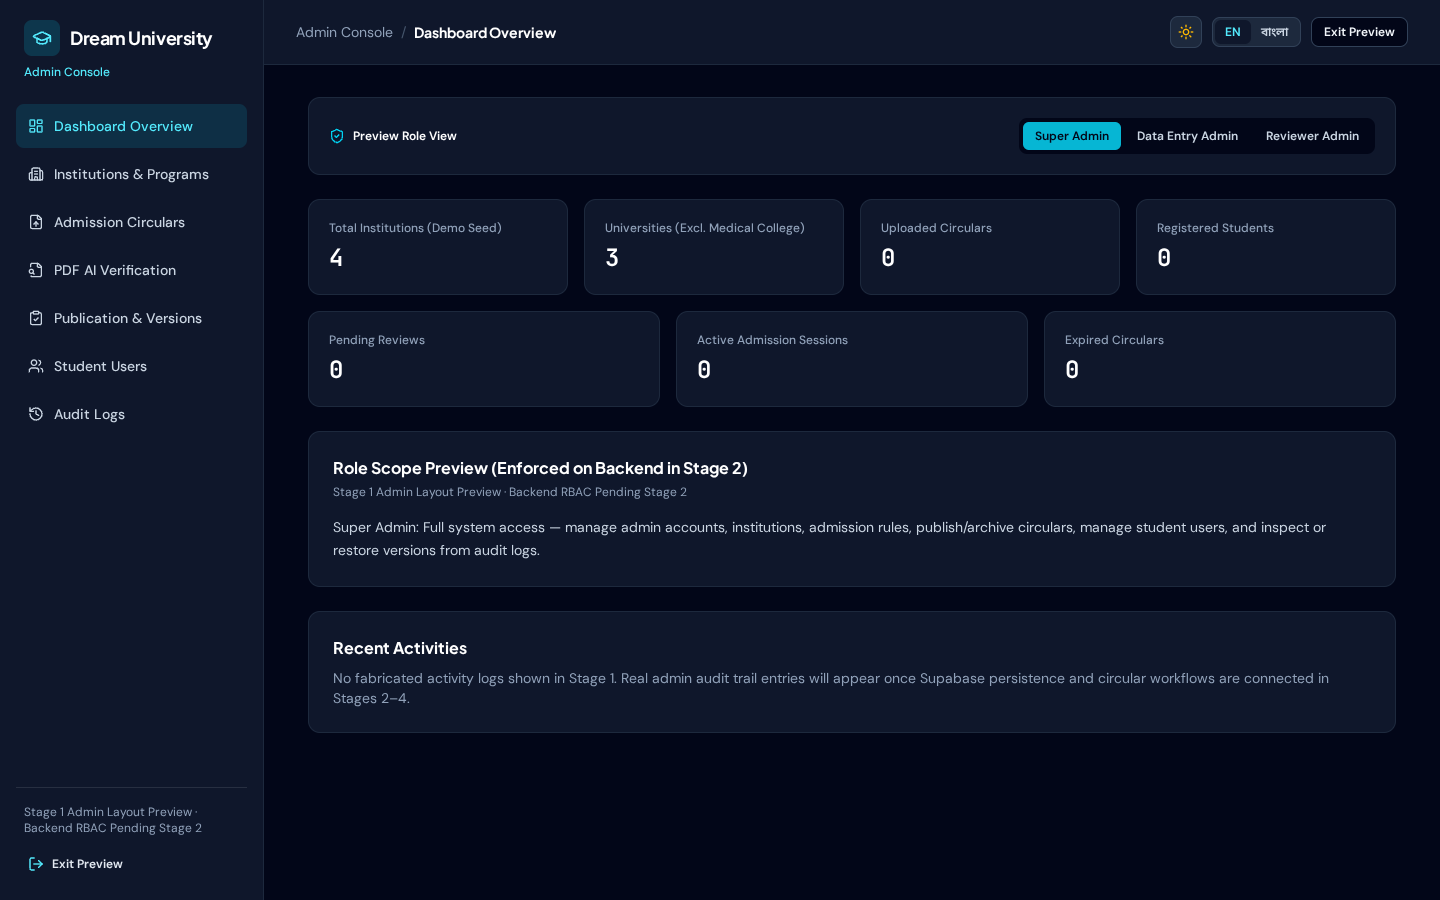 Dream University
Admin Console
Dashboard Overview
Institutions & Programs
Admission Circulars
PDF AI Verification
Publication & Versions
Student Users
Audit Logs
Stage 1 Admin Layout Preview ·
Backend RBAC Pending Stage 2
Exit Preview
Admin Console / Dashboard Overview
EN বাংলা Exit Preview
Preview Role View
Super Admin Data Entry Admin Reviewer Admin
Total Institutions (Demo Seed)
4
Universities (Excl. Medical College)
3
Uploaded Circulars
0
Registered Students
0
Pending Reviews
0
Active Admission Sessions
0
Expired Circulars
0
Role Scope Preview (Enforced on Backend in Stage 2)
Stage 1 Admin Layout Preview · Backend RBAC Pending Stage 2
Super Admin: Full system access — manage admin accounts, institutions, admission rules, publish/archive circulars, manage student users, and inspect or
restore versions from audit logs.
Recent Activities
No fabricated activity logs shown in Stage 1. Real admin audit trail entries will appear once Supabase persistence and circular workflows are connected in
Stages 2–4.